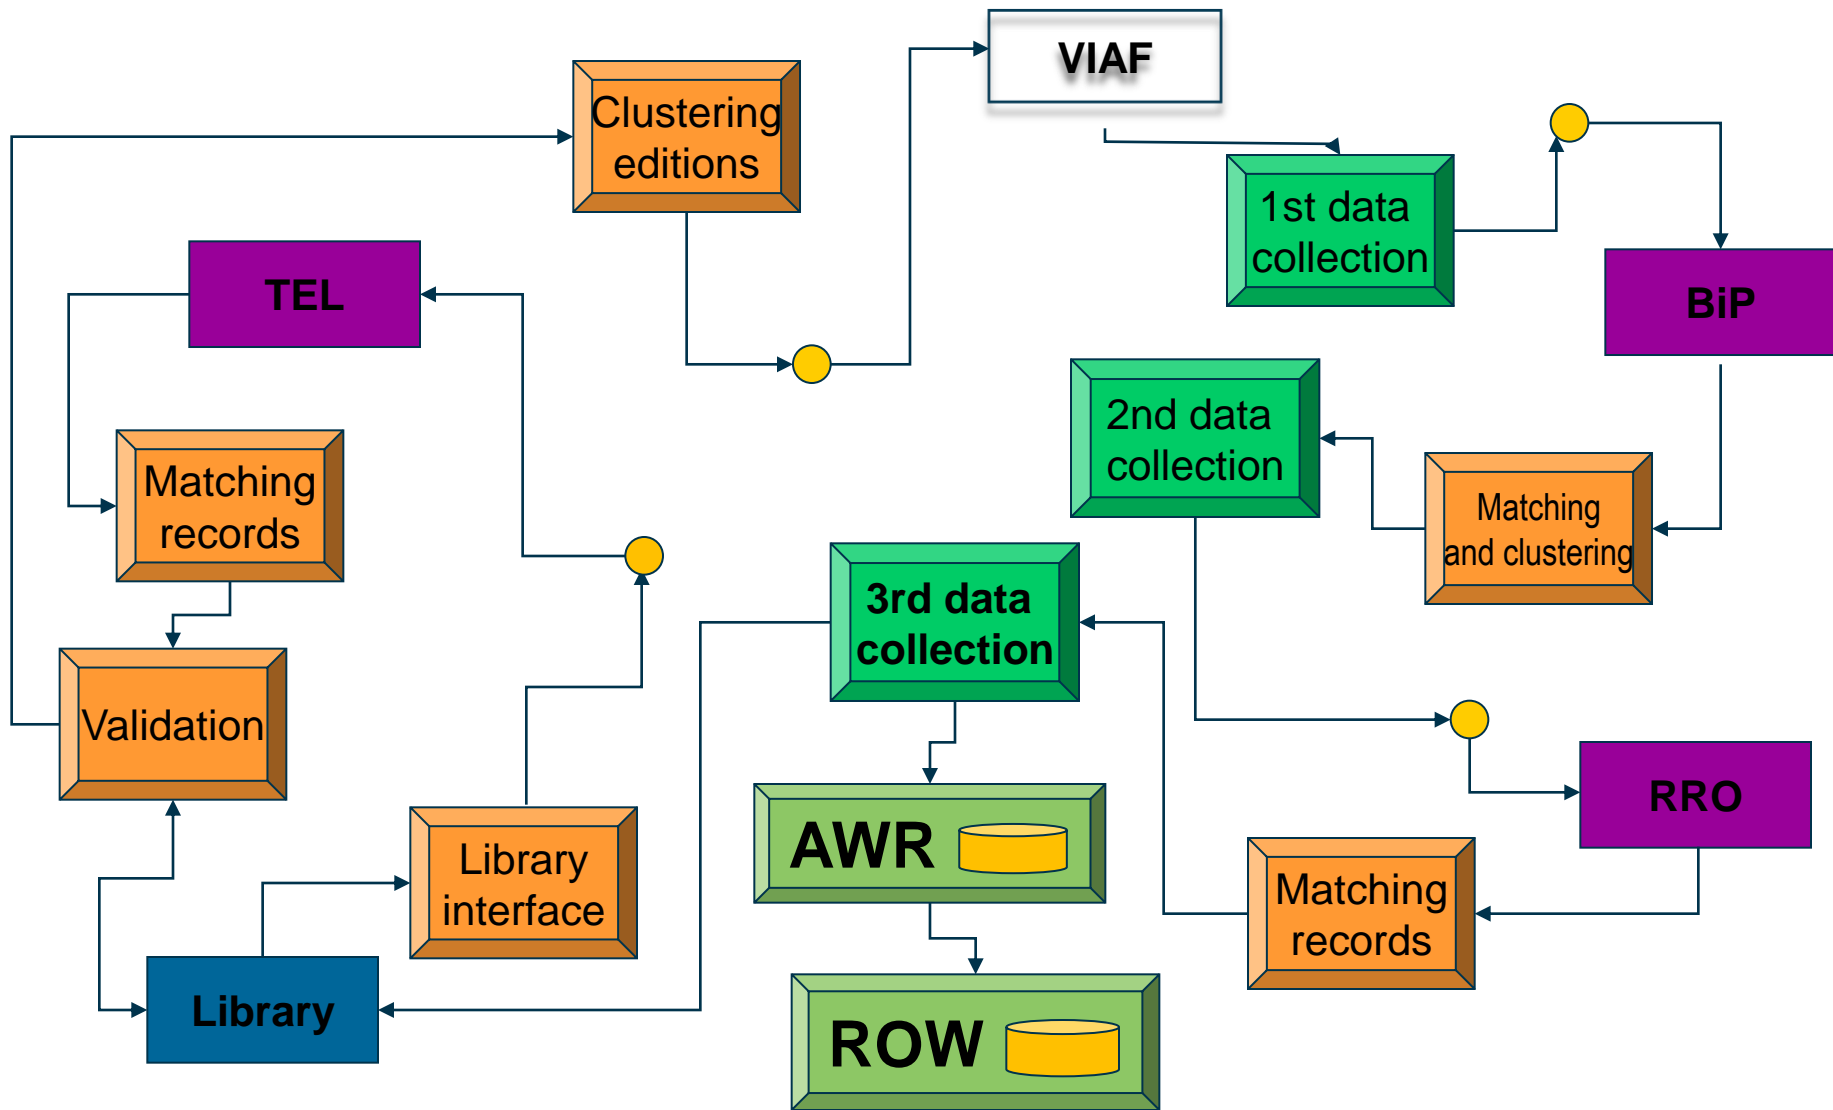 VIAF
Clustering
editions
1st data
collection
TEL
BiP
2nd data
collection
Matching
records
Matching
and clustering
3rd data
collection
Validation
RRO
AWR
Library
interface
Matching
records
Library
ROW